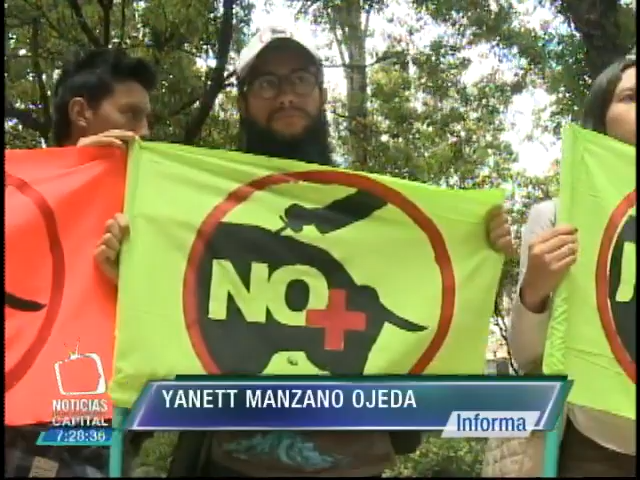 NO+
YANETT MANZANO OJEDA
Informa
NOTICIAS
CAPITAL
7:28:36